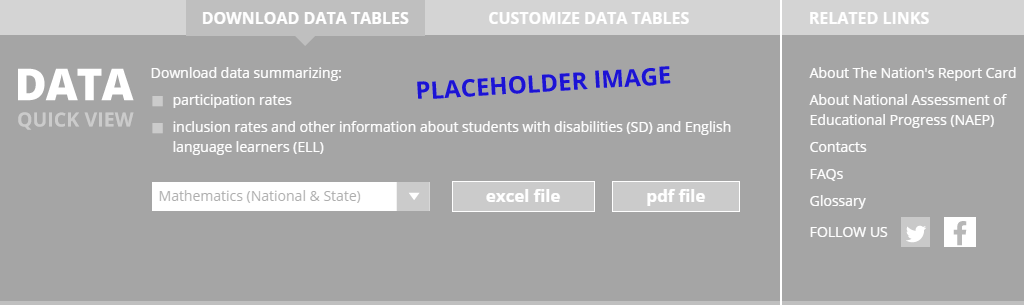 DOWNLOAD DATA TABLES
CUSTOMIZE DATA TABLES
RELATED LINKS
DATA
QUICK VIEW
Download data summarizing:
participation rates
inclusion rates and other information about students with disabilities (SD) and English
language learners (ELL)
PLACEHOLDER IMAGE
Mathematics (National & State)
excel file
pdf file
About The Nation's Report Card
About National Assessment of
Educational Progress (NAEP)
Contacts
FAQs
Glossary
FOLLOW US